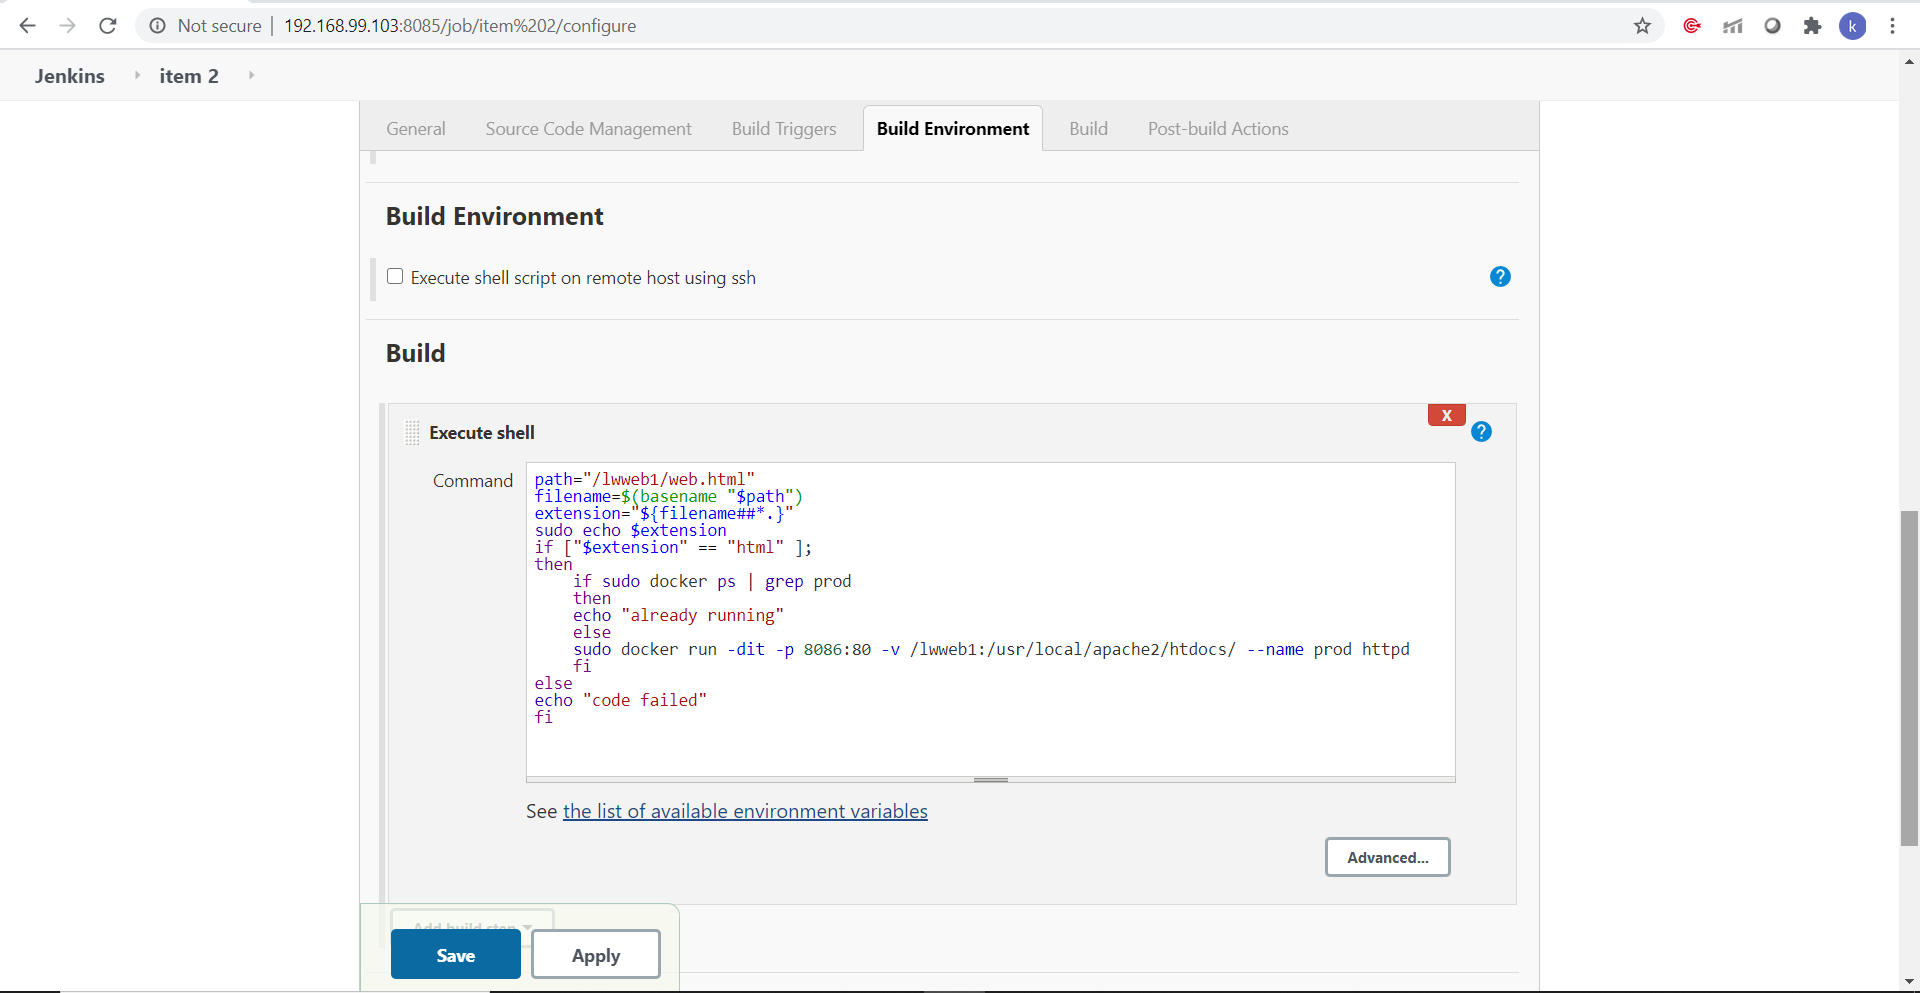 Not secure | 192.168.99.103:8085/job/item%202/configure
k
Jenkins item 2
General Source Code Management Build Triggers Build Environment Build Post-build Actions
Build Environment
Execute shell script on remote host using ssh
?
Build
X
Execute shell
?
Command
path="/lwweb1/web.html"
filename=$(basename "$path")
extension="${filename##*.}"
sudo echo $extension
if ["$extension" == "html" ];
then
    if sudo docker ps | grep prod
    then
    echo "already running"
    else
    sudo docker run -dit -p 8086:80 -v /lwweb1:/usr/local/apache2/htdocs/ --name prod httpd
    fi
else
echo "code failed"
fi
See the list of available environment variables
Advanced...
Add build step
Save Apply